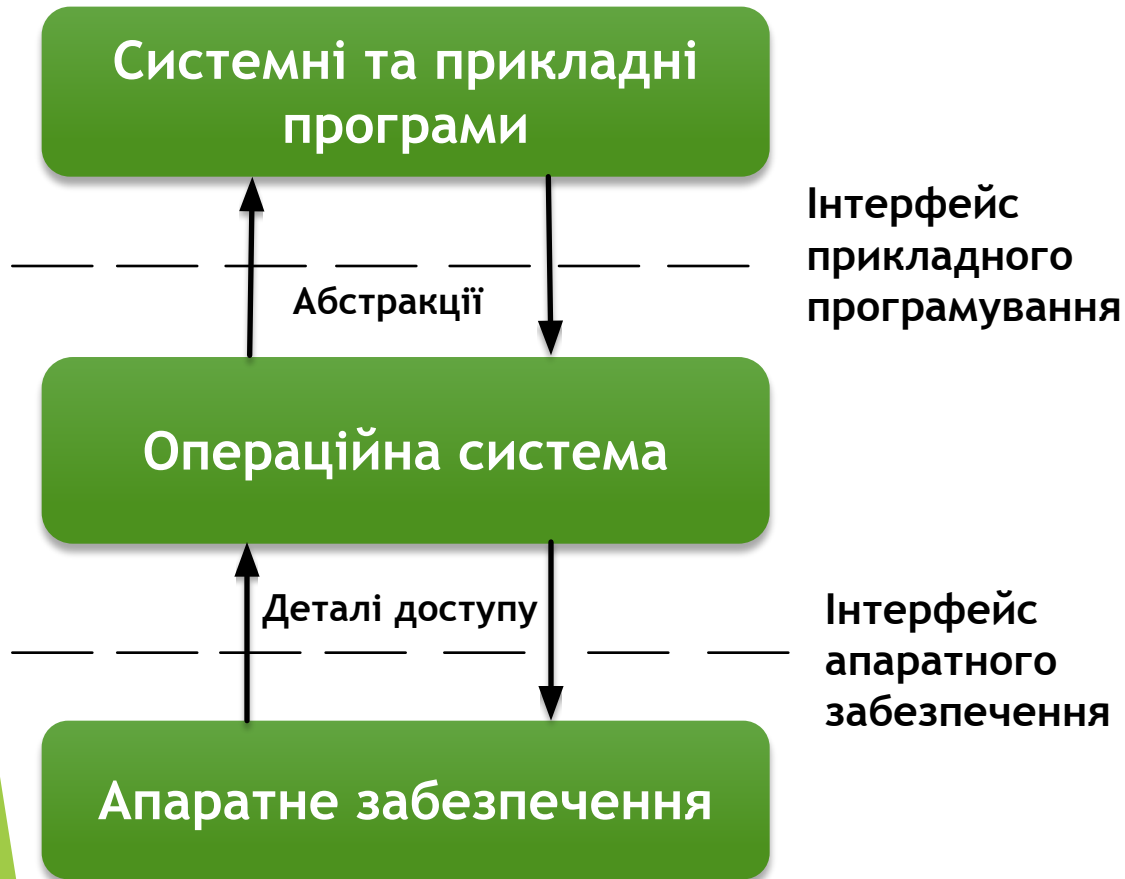 Системні та прикладні
програми
Інтерфейс
прикладного
програмування
Абстракції
Операційна система
Деталі доступу
Інтерфейс
апаратного
забезпечення
Апаратне забезпечення